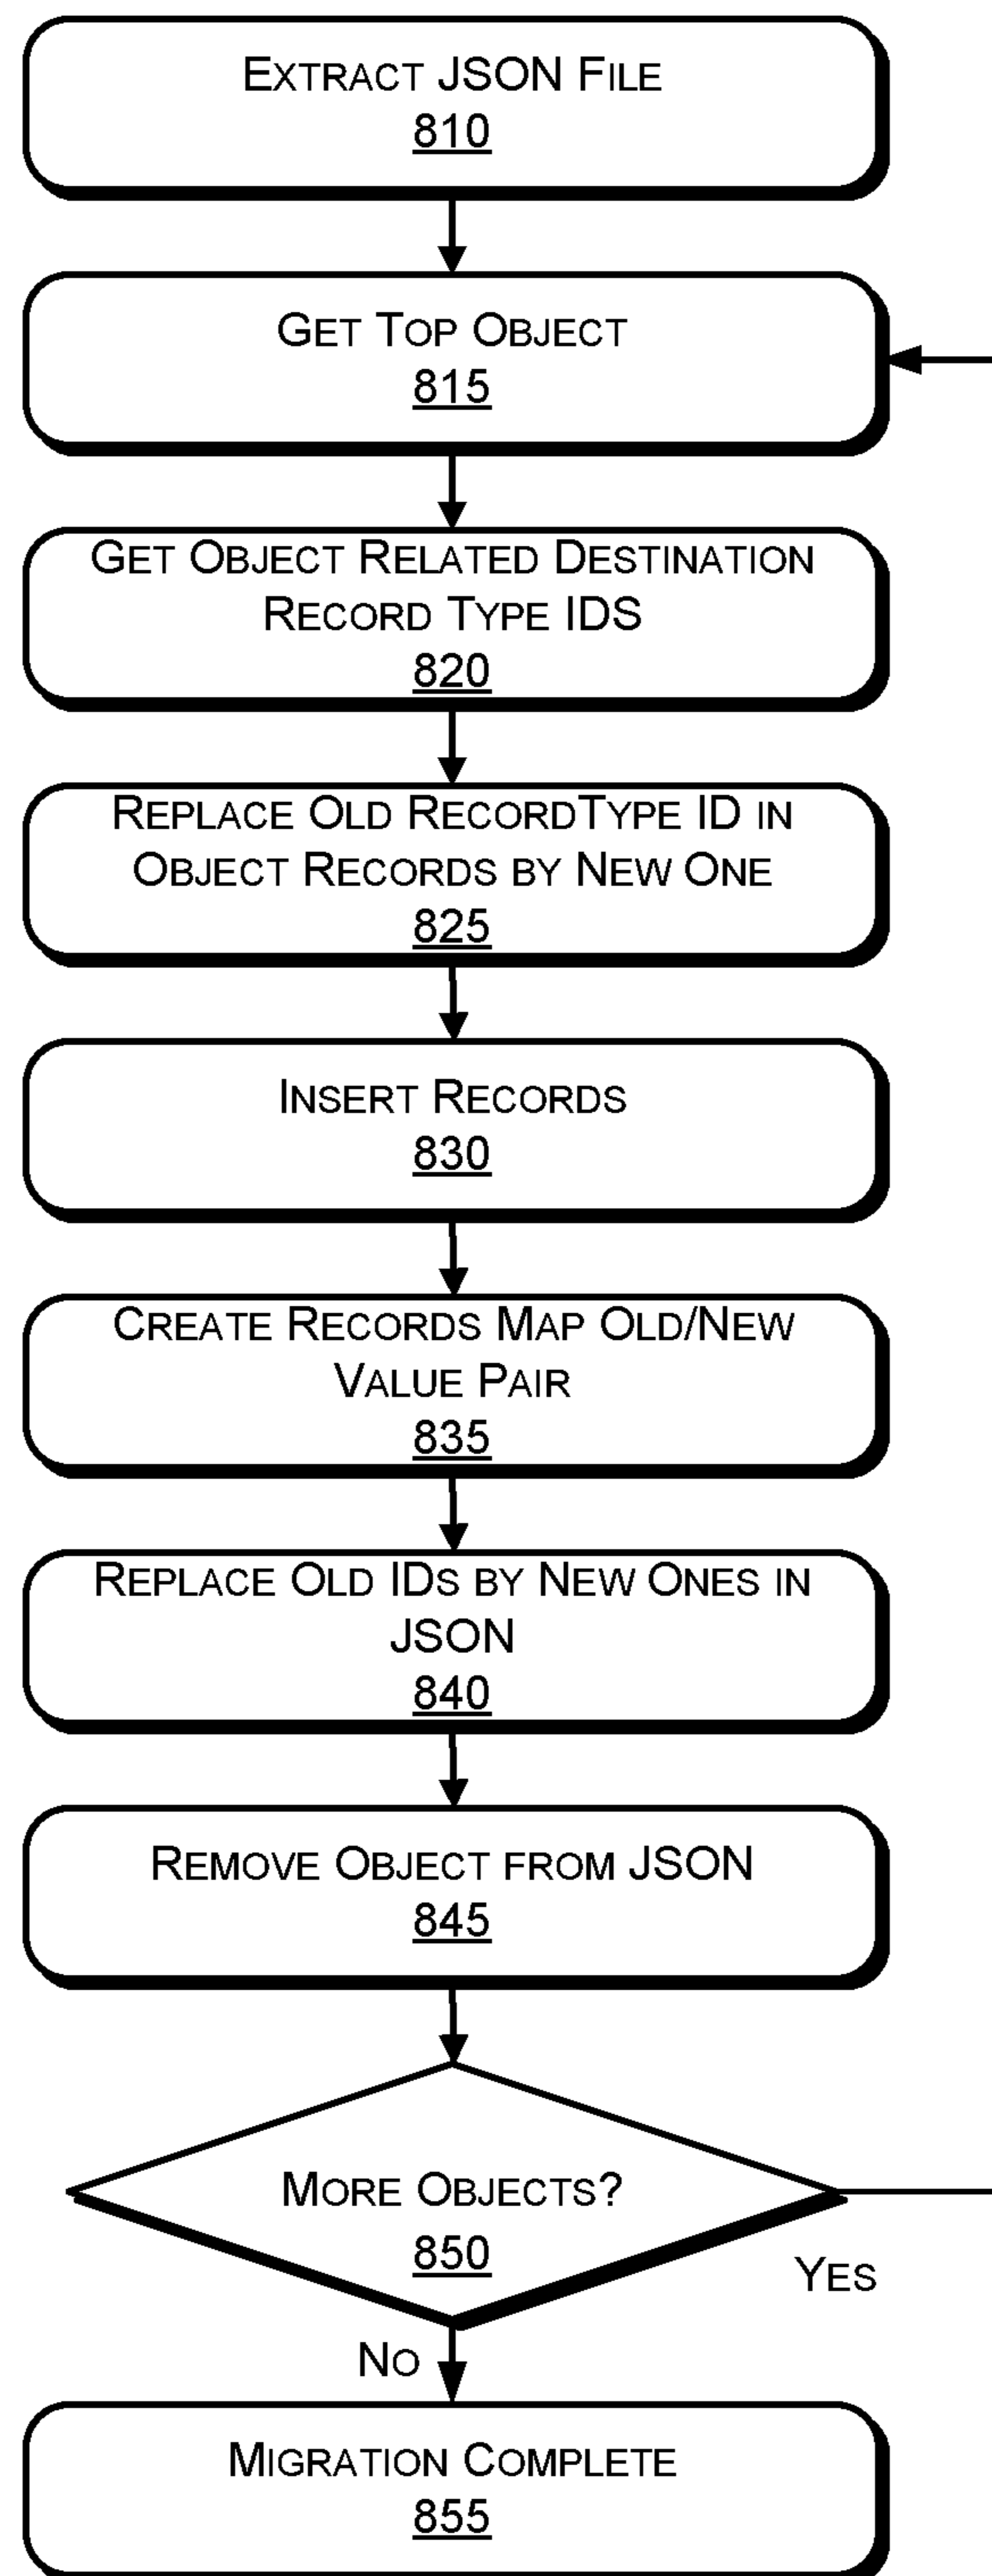 EXTRACT JSON FILE
810
GET TOP OBJECT
815
GET OBJECT RELATED DESTINATION
RECORD TYPE IDS
820
REPLACE OLD RECORDTYPE ID IN
OBJECT RECORDS BY NEW ONE
825
INSERT RECORDS
830
CREATE RECORDS MAP OLD/NEW
VALUE PAIR
835
REPLACE OLD IDS BY NEW ONES IN
JSON
840
REMOVE OBJECT FROM JSON
845
MORE OBJECTS?
850
YES
NO
MIGRATION COMPLETE
855